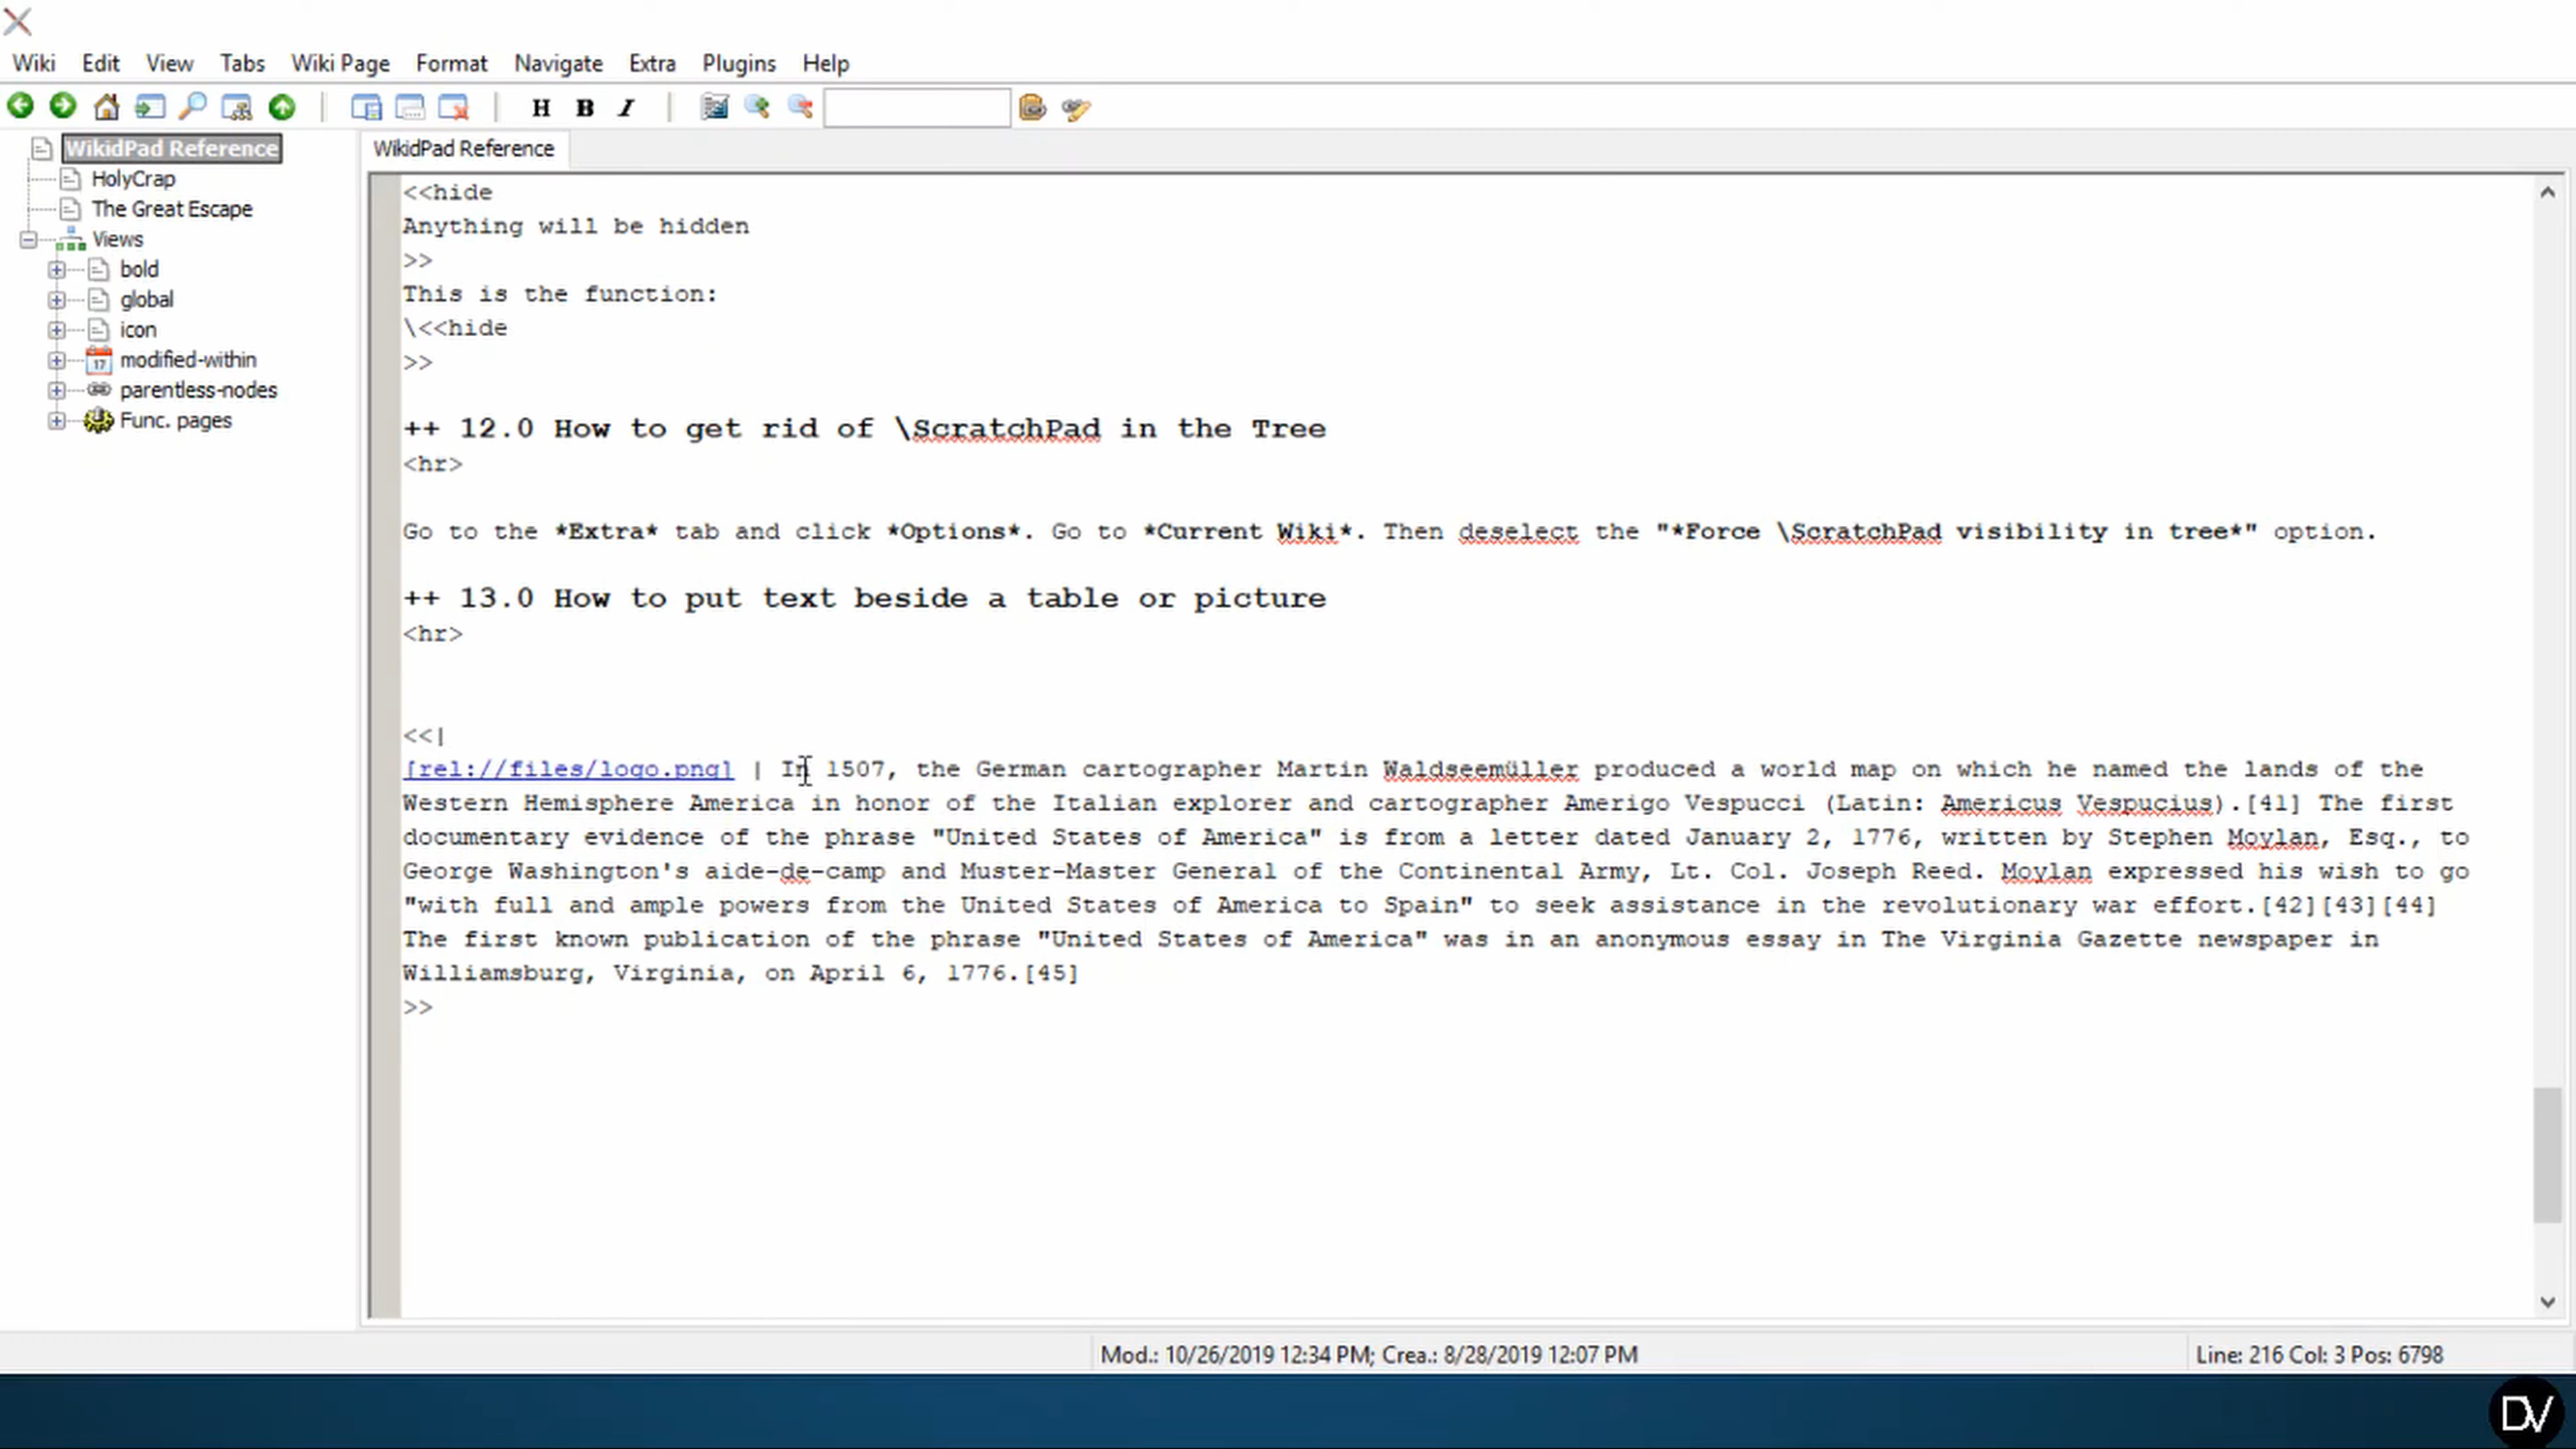 Wiki Edit View Tabs Wiki Page Format Navigate Extra Plugins Help
H B I
WikidPad Reference
HolyCrap
The Great Escape
Views
bold
global
icon
17 modified-within
parentless-nodes
Func. pages
WikidPad Reference
<<hide
Anything will be hidden
>>
This is the function:
\<<hide
>>
++ 12.0 How to get rid of \ScratchPad in the Tree
<hr>
Go to the *Extra* tab and click *Options*. Go to *Current Wiki*. Then deselect the "*Force \ScratchPad visibility in tree*" option.
++ 13.0 How to put text beside a table or picture
<hr>
<<|
[rel://files/logo.png] | In 1507, the German cartographer Martin Waldseemüller produced a world map on which he named the lands of the
Western Hemisphere America in honor of the Italian explorer and cartographer Amerigo Vespucci (Latin: Americus Vespucius).[41] The first
documentary evidence of the phrase "United States of America" is from a letter dated January 2, 1776, written by Stephen Moylan, Esq., to
George Washington's aide-de-camp and Muster-Master General of the Continental Army, Lt. Col. Joseph Reed. Moylan expressed his wish to go
"with full and ample powers from the United States of America to Spain" to seek assistance in the revolutionary war effort.[42][43][44]
The first known publication of the phrase "United States of America" was in an anonymous essay in The Virginia Gazette newspaper in
Williamsburg, Virginia, on April 6, 1776.[45]
>>
Mod.: 10/26/2019 12:34 PM; Crea.: 8/28/2019 12:07 PM
Line: 216 Col: 3 Pos: 6798
DV